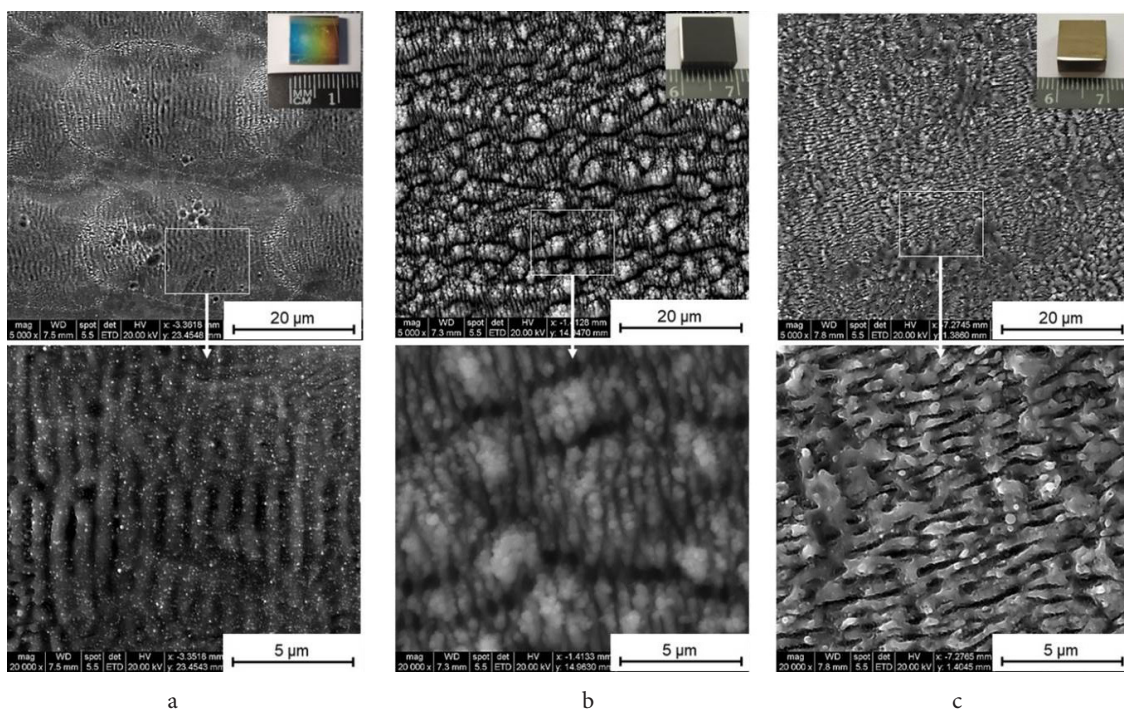 MM
CM 1
6 7
6 7
20 µm
20 µm
20 µm
mag WD spot det HV x: -3.3618 mm
5 000 x 7.5 mm 5.5 ETD 20.00 kV y: 23.4548 mm
mag WD spot det HV
5 000 x 7.3 mm 5.5 ETD 20.00 kV
mag WD spot det HV
5 000 x 7.8 mm 5.5 ETD 20.00 kV
5 µm
5 µm
5 µm
mag WD spot det HV x: -3.3516 mm
20 000 x 7.5 mm 5.5 ETD 20.00 kV y: 23.4543 mm
mag WD spot det HV x: -1.4133 mm
20 000 x 7.3 mm 5.5 ETD 20.00 kV y: 14.9630 mm
mag WD spot det HV x: -7.2765 mm
20 000 x 7.8 mm 5.5 ETD 20.00 kV y: 1.4045 mm
a b c